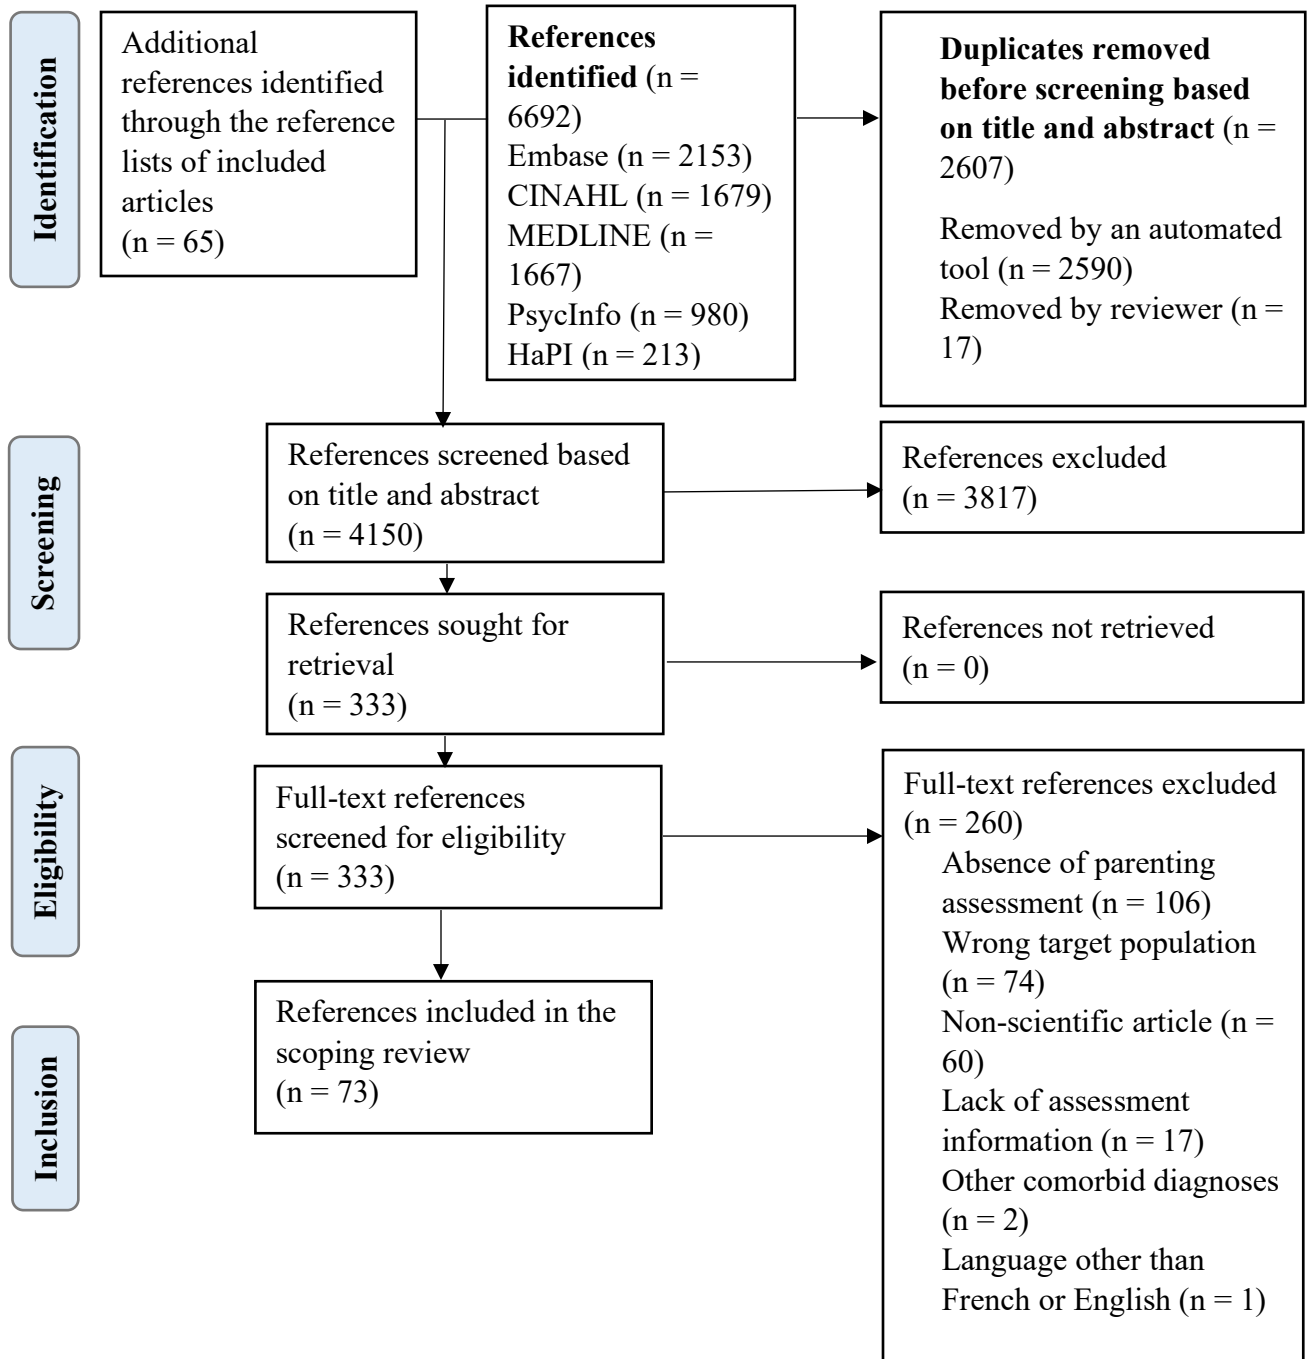 Identification
Additional
references identified
through the reference
lists of included
articles
(n = 65)
References
identified (n =
6692)
Embase (n = 2153)
CINAHL (n = 1679)
MEDLINE (n =
1667)
PsycInfo (n = 980)
HaPI (n = 213)
Duplicates removed
before screening based
on title and abstract (n =
2607)
Removed by an automated
tool (n = 2590)
Removed by reviewer (n =
17)
Screening
References screened based
on title and abstract
(n = 4150)
References excluded
(n = 3817)
References sought for
retrieval
(n = 333)
References not retrieved
(n = 0)
Eligibility
Full-text references
screened for eligibility
(n = 333)
Full-text references excluded
(n = 260)
Absence of parenting
assessment (n = 106)
Wrong target population
(n = 74)
Non-scientific article (n =
60)
Lack of assessment
information (n = 17)
Other comorbid diagnoses
(n = 2)
Language other than
French or English (n = 1)
Inclusion
References included in the
scoping review
(n = 73)